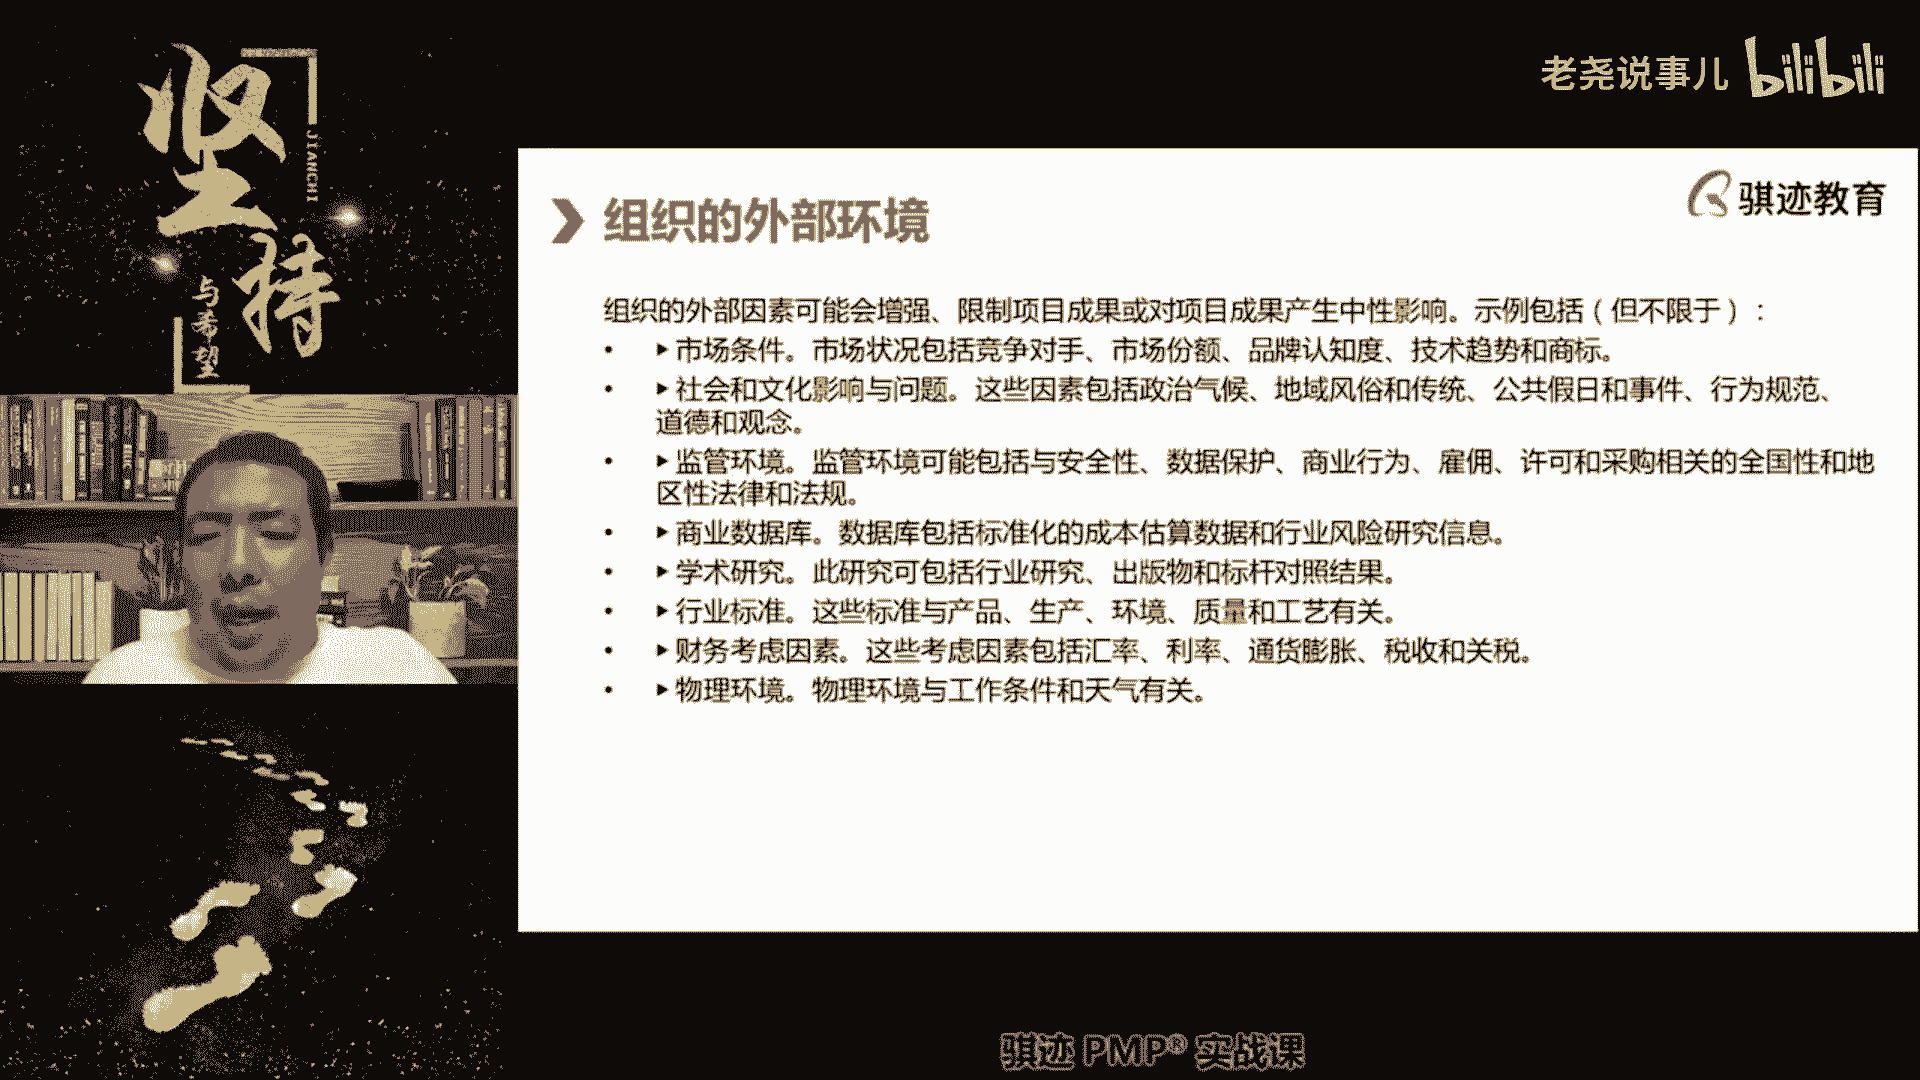 坚持
JIANCHI
与希望
老尧说事儿 bilibili
骐迹教育
组织的外部环境
组织的外部因素可能会增强、限制项目成果或对项目成果产生中性影响。示例包括（但不限于）：
• ▸市场条件。市场状况包括竞争对手、市场份额、品牌认知度、技术趋势和商标。
• ▸社会和文化影响与问题。这些因素包括政治气候、地域风俗和传统、公共假日和事件、行为规范、
道德和观念。
• ▸监管环境。监管环境可能包括与安全性、数据保护、商业行为、雇佣、许可和采购相关的全国性和地
区性法律和法规。
• ▸商业数据库。数据库包括标准化的成本估算数据和行业风险研究信息。
• ▸学术研究。此研究可包括行业研究、出版物和标杆对照结果。
• ▸行业标准。这些标准与产品、生产、环境、质量和工艺有关。
• ▸财务考虑因素。这些考虑因素包括汇率、利率、通货膨胀、税收和关税。
• ▸物理环境。物理环境与工作条件和天气有关。
骐迹 PMP® 实战课